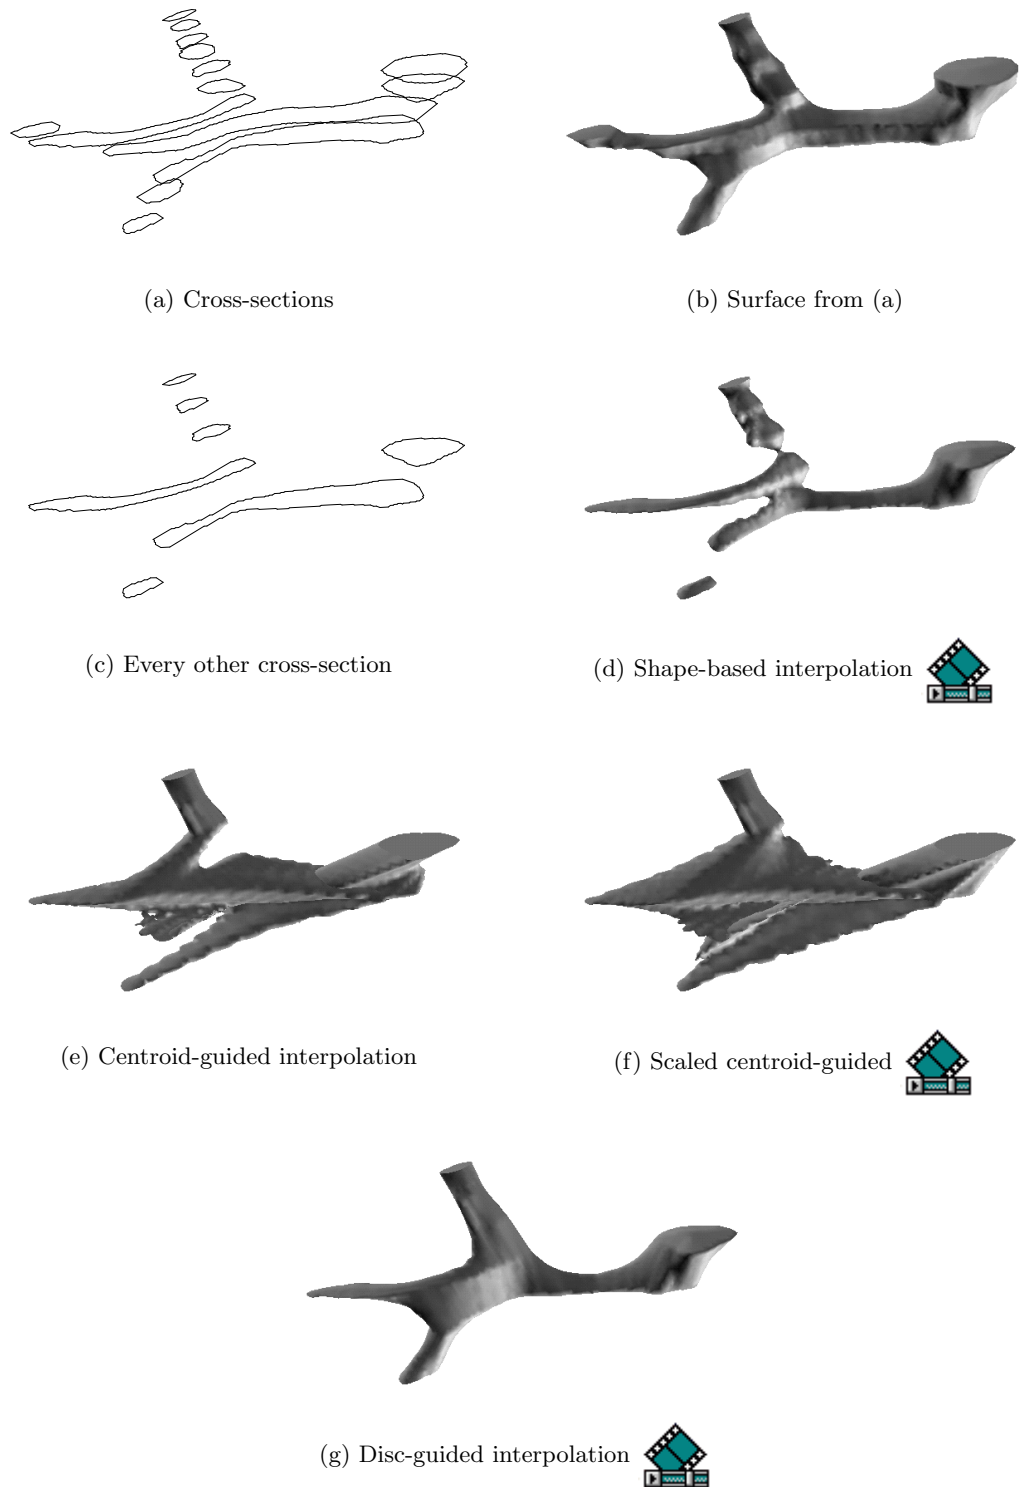 (a) Cross-sections
(b) Surface from (a)
(c) Every other cross-section
(d) Shape-based interpolation
(e) Centroid-guided interpolation
(f) Scaled centroid-guided
(g) Disc-guided interpolation